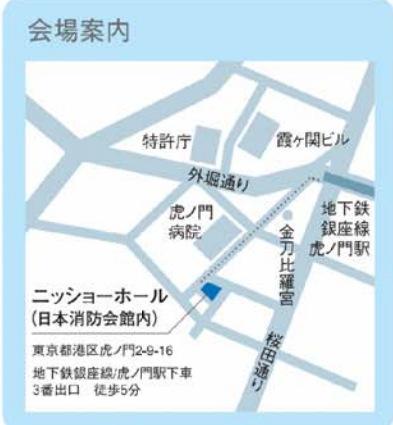 会場案内
特許庁
霞ヶ関ビル
外堀通り
虎ノ門
病院
金刀比羅宮
地下鉄
銀座線
虎ノ門駅
桜田通り
ニッショーホール
(日本消防会館内)
東京都港区虎ノ門2-9-16
地下鉄銀座線/虎ノ門駅下車
3番出口 徒歩5分